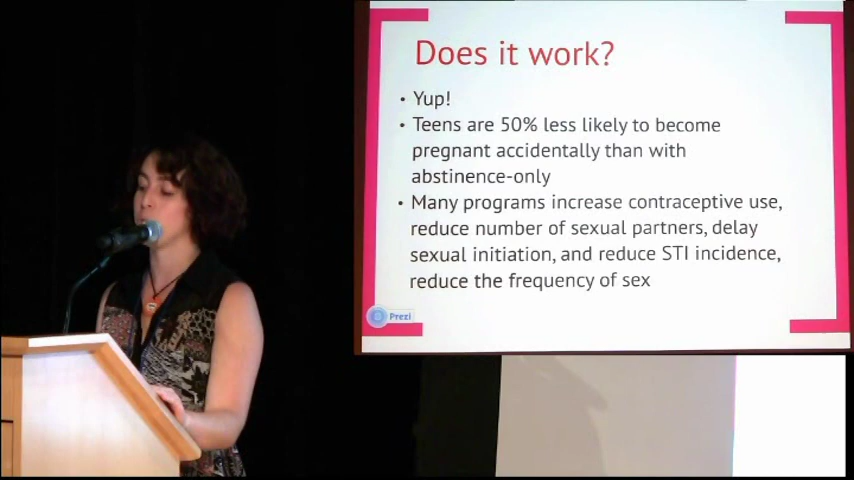 Does it work?
• Yup!
• Teens are 50% less likely to become
pregnant accidentally than with
abstinence-only
• Many programs increase contraceptive use,
reduce number of sexual partners, delay
sexual initiation, and reduce STI incidence,
reduce the frequency of sex
Prezi